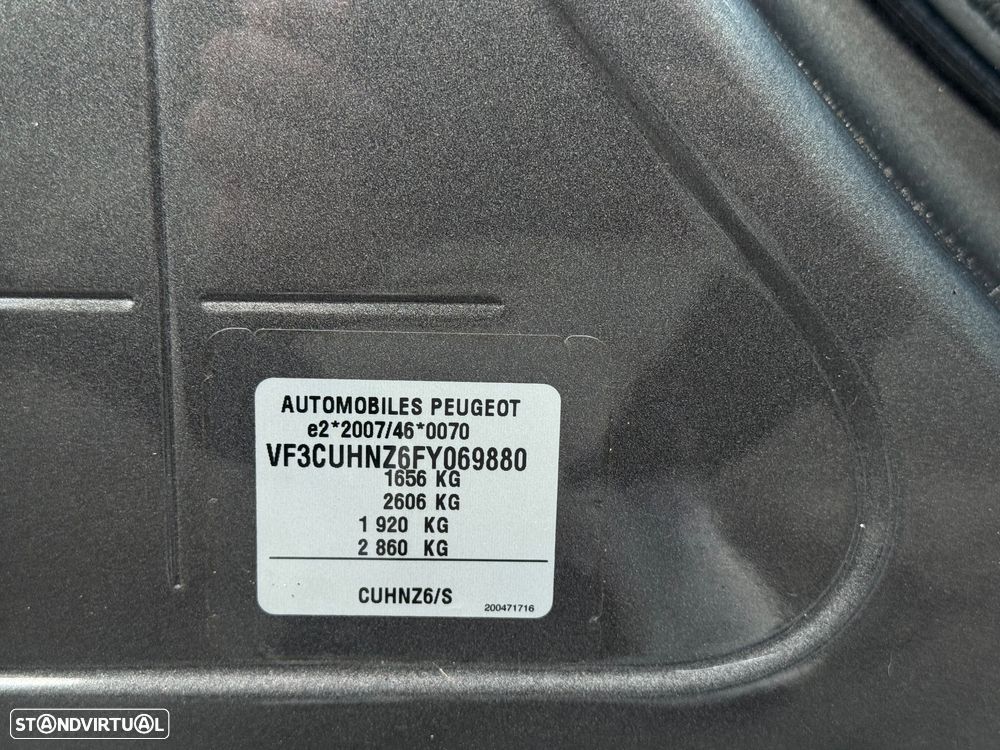 AUTOMOBILES PEUGEOT
e2*2007/46*0070
VF3CUHNZ6FY069880
1656 KG
2606 KG
1 920 KG
2 860 KG
CUHNZ6/S
200471716
STANDVIRTUAL